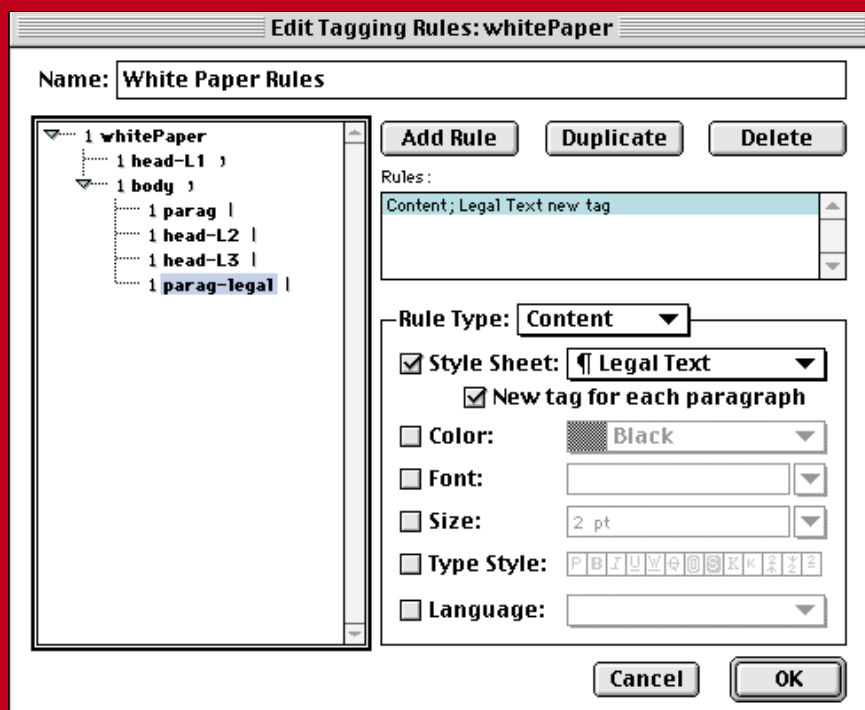 Edit Tagging Rules: whitePaper
Name: White Paper Rules
1 whitePaper
1 head-L1 ,
1 body ,
1 parag |
1 head-L2 |
1 head-L3 |
1 parag-legal |
Add Rule Duplicate Delete
Rules:
Content; Legal Text new tag
Rule Type: Content
Style Sheet: ¶ Legal Text
New tag for each paragraph
Color: Black
Font:
Size: 2 pt
Type Style: P B I U W Q O S K K 2 2 2
Language:
Cancel OK